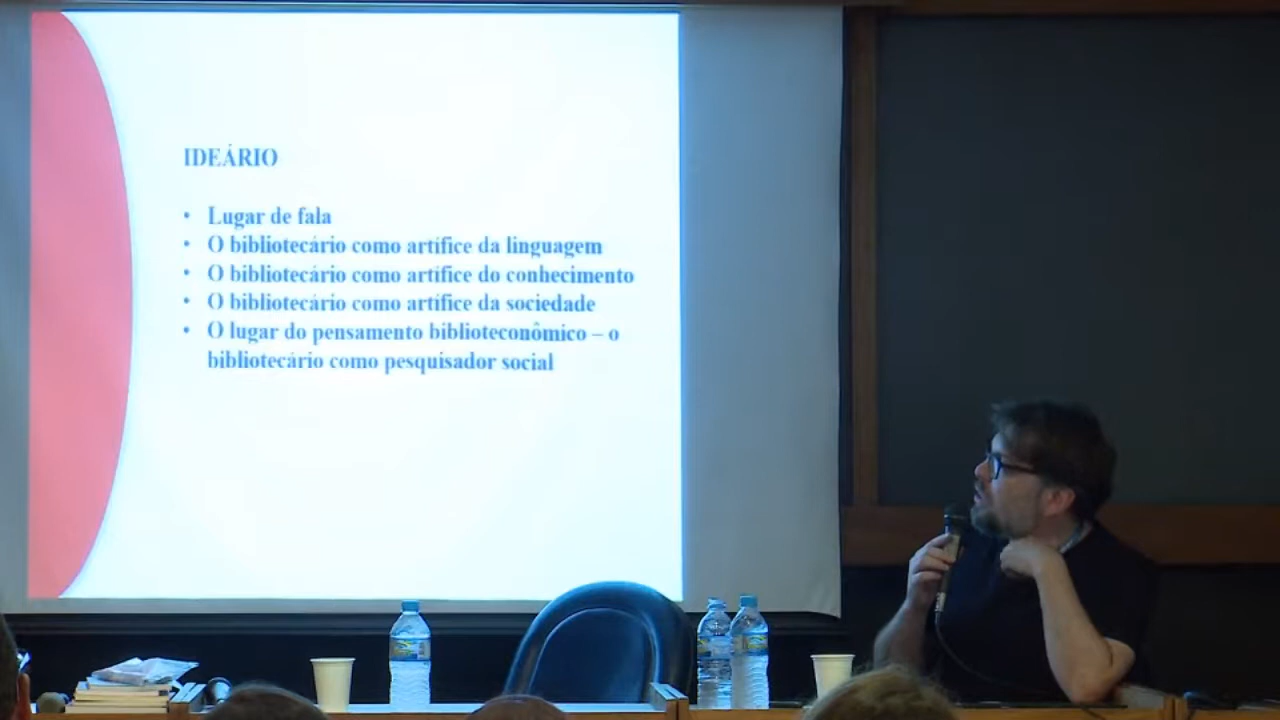 IDEÁRIO
• Lugar de fala
• O bibliotecário como artífice da linguagem
• O bibliotecário como artífice do conhecimento
• O bibliotecário como artífice da sociedade
• O lugar do pensamento biblioteconômico – o
bibliotecário como pesquisador social